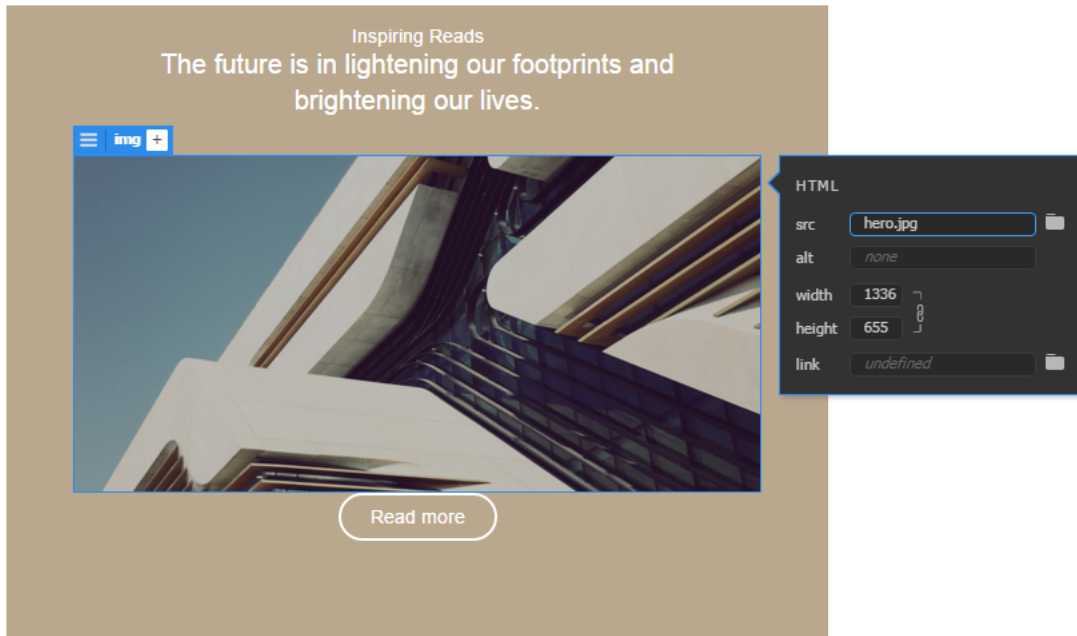 Inspiring Reads
The future is in lightening our footprints and
brightening our lives.
img +
HTML
src hero.jpg
alt none
width 1336
height 655
link undefined
Read more